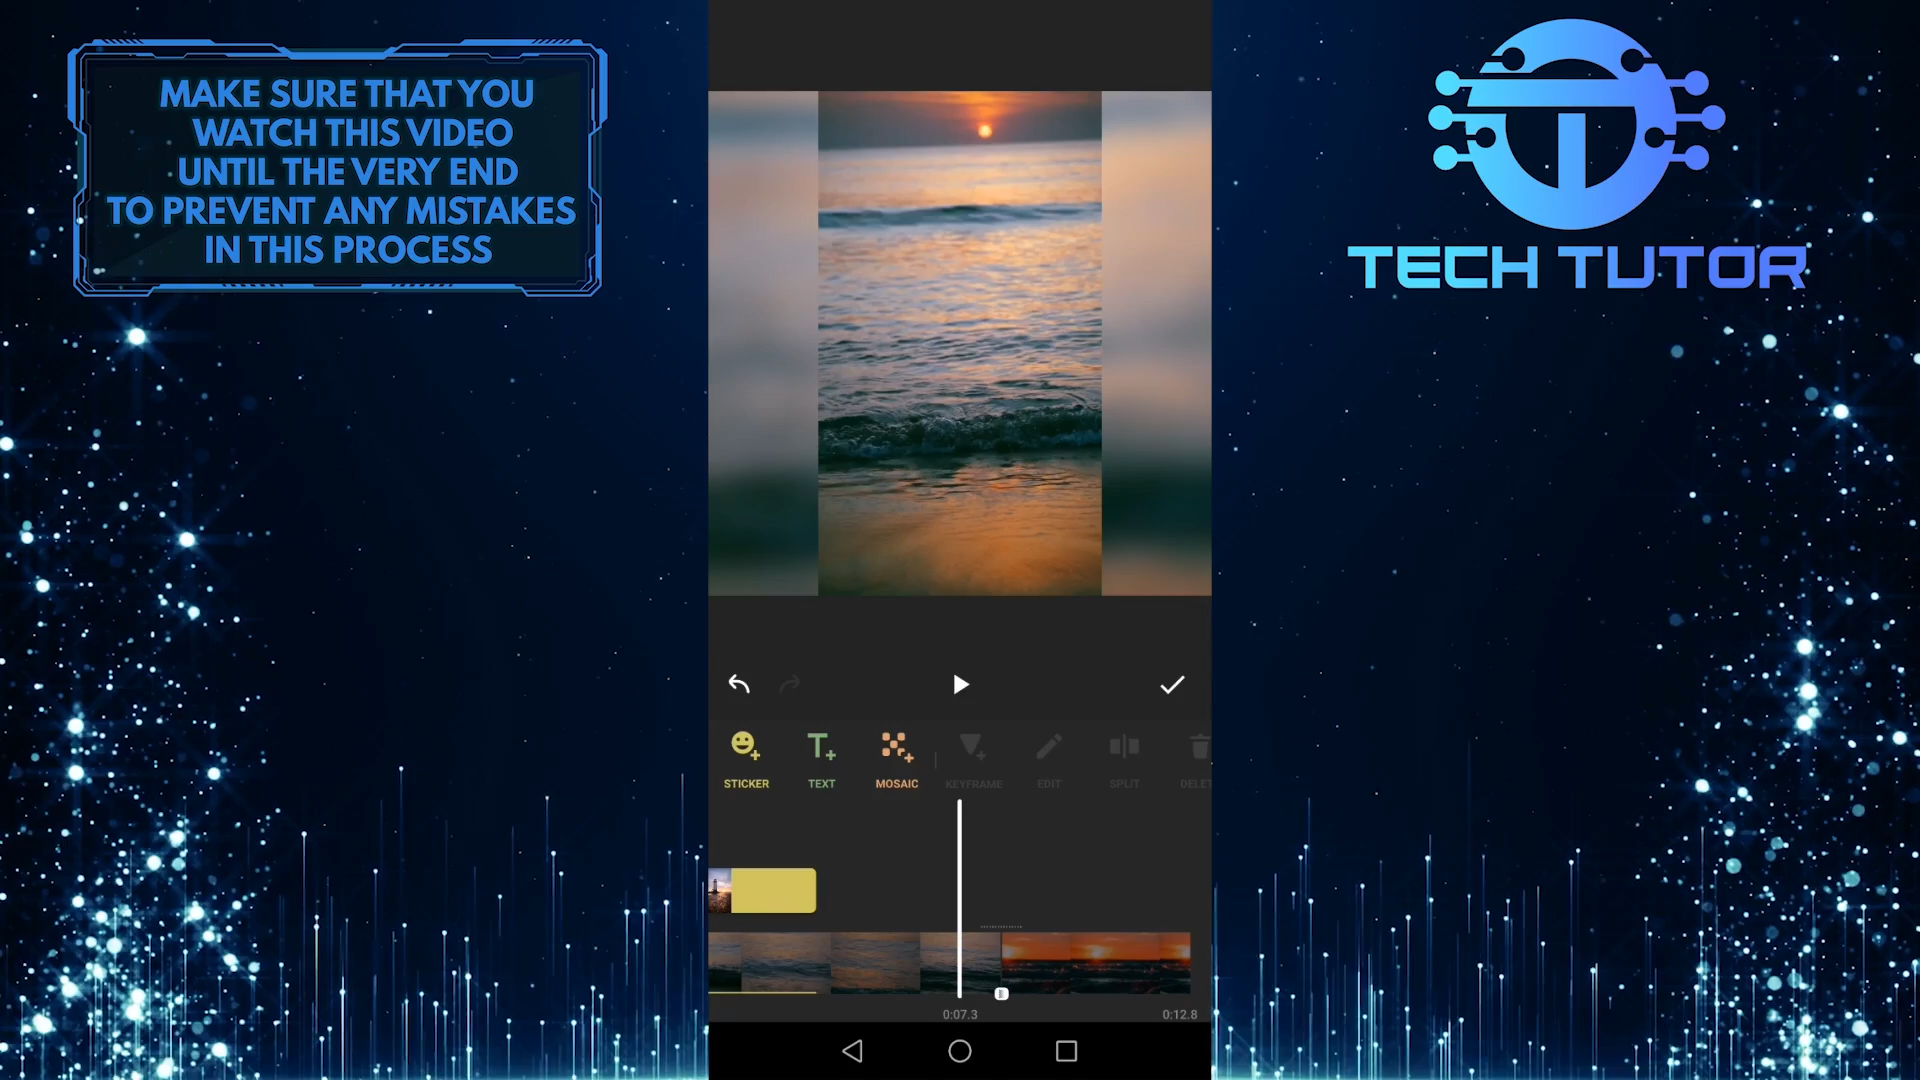 MAKE SURE THAT YOU
WATCH THIS VIDEO
UNTIL THE VERY END
TO PREVENT ANY MISTAKES
IN THIS PROCESS
TECH TUTOR
STICKER
TEXT
MOSAIC
KEYFRAME
EDIT
SPLIT
DELET
0:07.3
0:12.8